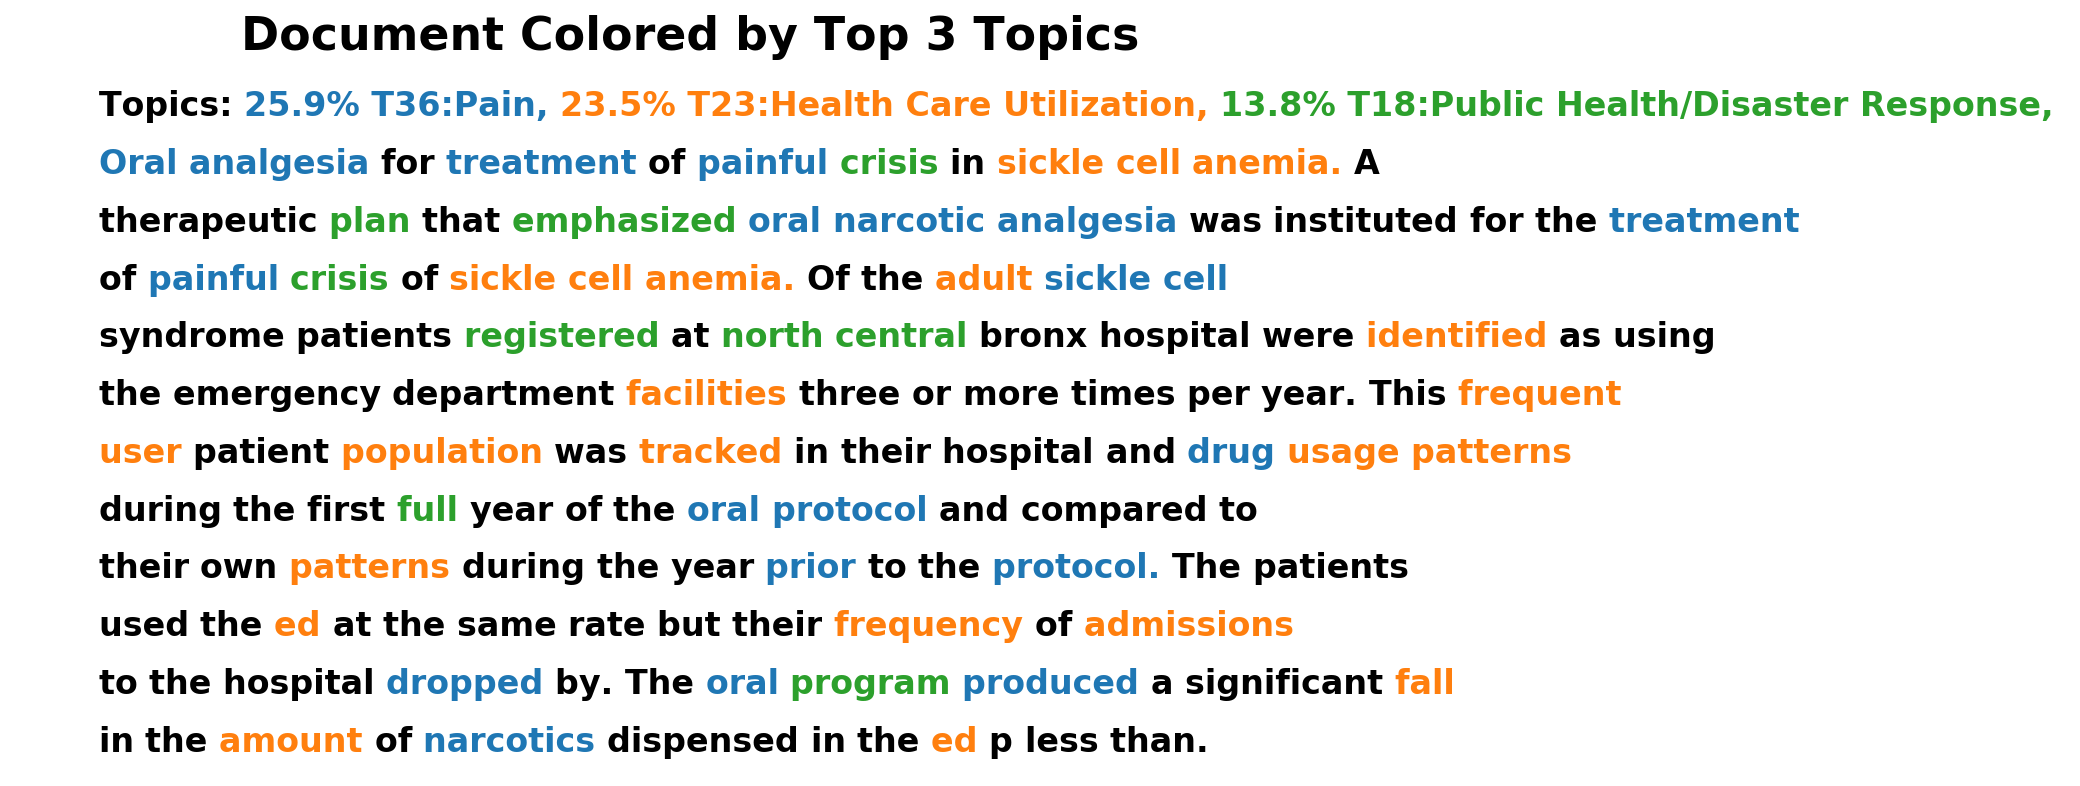 Document Colored by Top 3 Topics
Topics: 25.9% T36:Pain, 23.5% T23:Health Care Utilization, 13.8% T18:Public Health/Disaster Response,
Oral analgesia for treatment of painful crisis in sickle cell anemia. A
therapeutic plan that emphasized oral narcotic analgesia was instituted for the treatment
of painful crisis of sickle cell anemia. Of the adult sickle cell
syndrome patients registered at north central bronx hospital were identified as using
the emergency department facilities three or more times per year. This frequent
user patient population was tracked in their hospital and drug usage patterns
during the first full year of the oral protocol and compared to
their own patterns during the year prior to the protocol. The patients
used the ed at the same rate but their frequency of admissions
to the hospital dropped by. The oral program produced a significant fall
in the amount of narcotics dispensed in the ed p less than.